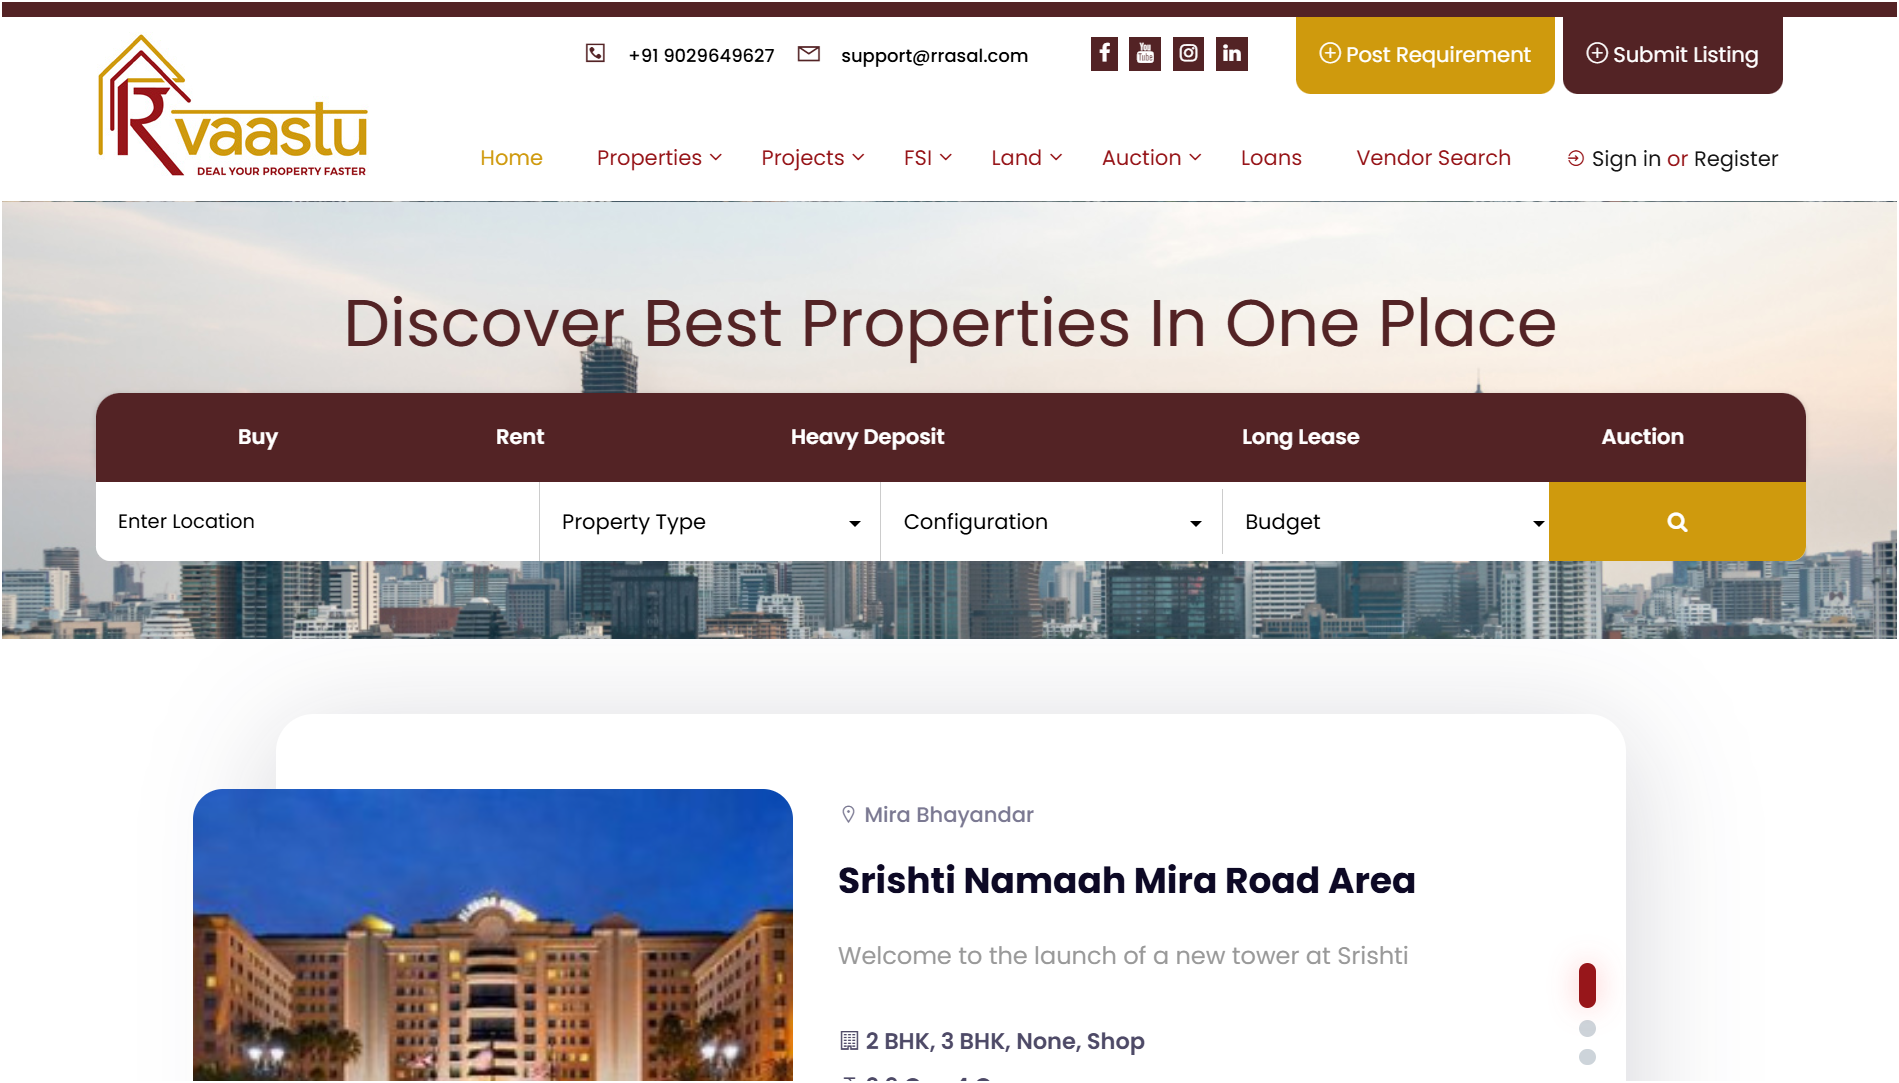 +91 9029649627
support@rrasal.com
Post Requirement
Submit Listing
Rvaastu
DEAL YOUR PROPERTY FASTER
Home
Properties
Projects
FSI
Land
Auction
Loans
Vendor Search
Sign in or Register
Discover Best Properties In One Place
Buy
Rent
Heavy Deposit
Long Lease
Auction
Enter Location
Property Type
Configuration
Budget
Mira Bhayandar
Srishti Namaah Mira Road Area
Welcome to the launch of a new tower at Srishti
2 BHK, 3 BHK, None, Shop